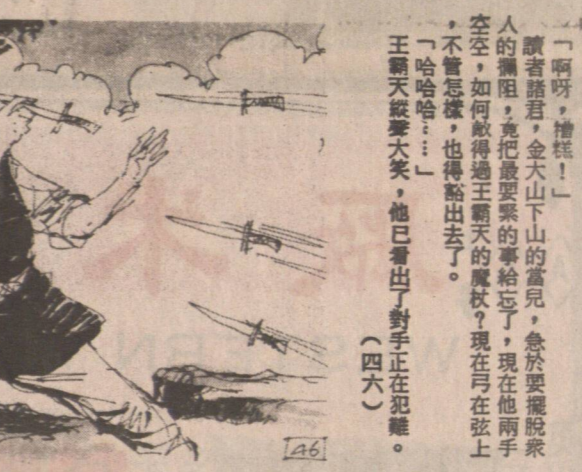 「啊呀，糟糕！」
讀者諸君，金大山下山的當兒，急於要擺脫衆
人的攔阻，竟把最要緊的事給忘了，現在他兩手
空空，如何敵得過王霸天的魔杖？現在弓在弦上
，不管怎樣，也得豁出去了。
「哈哈哈……」
王霸天縱聲大笑，他已看出了對手正在犯難。
（四六）
46